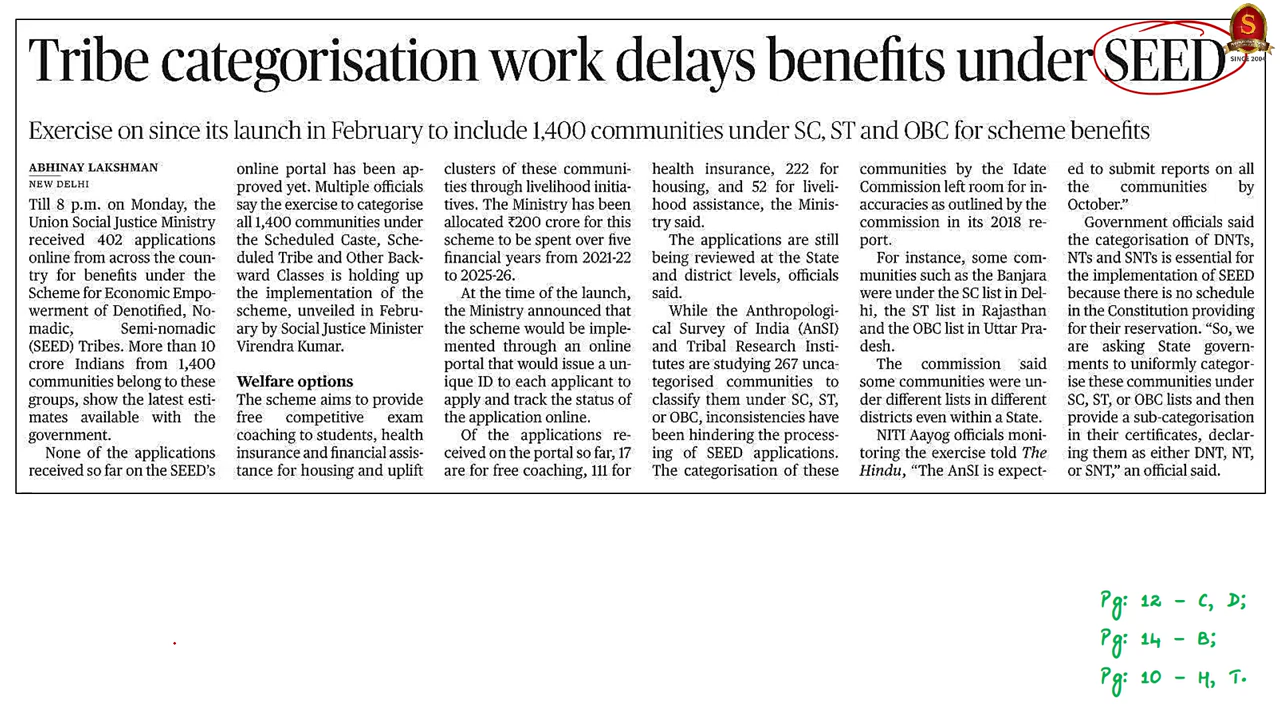 Tribe categorisation work delays benefits under SEED
S
SINCE 2004
Exercise on since its launch in February to include 1,400 communities under SC, ST and OBC for scheme benefits
ABHINAY LAKSHMAN
NEW DELHI
Till 8 p.m. on Monday, the
Union Social Justice Ministry
received 402 applications
online from across the coun-
try for benefits under the
Scheme for Economic Empo-
werment of Denotified, No-
madic, Semi-nomadic
(SEED) Tribes. More than 10
crore Indians from 1,400
communities belong to these
groups, show the latest esti-
mates available with the
government.
None of the applications
received so far on the SEED's
online portal has been ap-
proved yet. Multiple officials
say the exercise to categorise
all 1,400 communities under
the Scheduled Caste, Sche-
duled Tribe and Other Back-
ward Classes is holding up
the implementation of the
scheme, unveiled in Febru-
ary by Social Justice Minister
Virendra Kumar.
Welfare options
The scheme aims to provide
free competitive exam
coaching to students, health
insurance and financial assis-
tance for housing and uplift
clusters of these communi-
ties through livelihood initia-
tives. The Ministry has been
allocated ₹200 crore for this
scheme to be spent over five
financial years from 2021-22
to 2025-26.
At the time of the launch,
the Ministry announced that
the scheme would be imple-
mented through an online
portal that would issue a un-
ique ID to each applicant to
apply and track the status of
the application online.
Of the applications re-
ceived on the portal so far, 17
are for free coaching, 111 for
health insurance, 222 for
housing, and 52 for liveli-
hood assistance, the Minis-
try said.
The applications are still
being reviewed at the State
and district levels, officials
said.
While the Anthropologi-
cal Survey of India (AnSI)
and Tribal Research Insti-
tutes are studying 267 unca-
tegorised communities to
classify them under SC, ST,
or OBC, inconsistencies have
been hindering the process-
ing of SEED applications.
The categorisation of these
communities by the Idate
Commission left room for in-
accuracies as outlined by the
commission in its 2018 re-
port.
For instance, some com-
munities such as the Banjara
were under the SC list in Del-
hi, the ST list in Rajasthan
and the OBC list in Uttar Pra-
desh.
The commission said
some communities were un-
der different lists in different
districts even within a State.
NITI Aayog officials moni-
toring the exercise told The
Hindu, “The AnSI is expect-
ed to submit reports on all
the communities by
October.”
Government officials said
the categorisation of DNTs,
NTs and SNTs is essential for
the implementation of SEED
because there is no schedule
in the Constitution providing
for their reservation. “So, we
are asking State govern-
ments to uniformly categor-
ise these communities under
SC, ST, or OBC lists and then
provide a sub-categorisation
in their certificates, declar-
ing them as either DNT, NT,
or SNT,” an official said.
Pg: 12 - C, D;
Pg: 14 - B;
Pg: 10 - H, T.